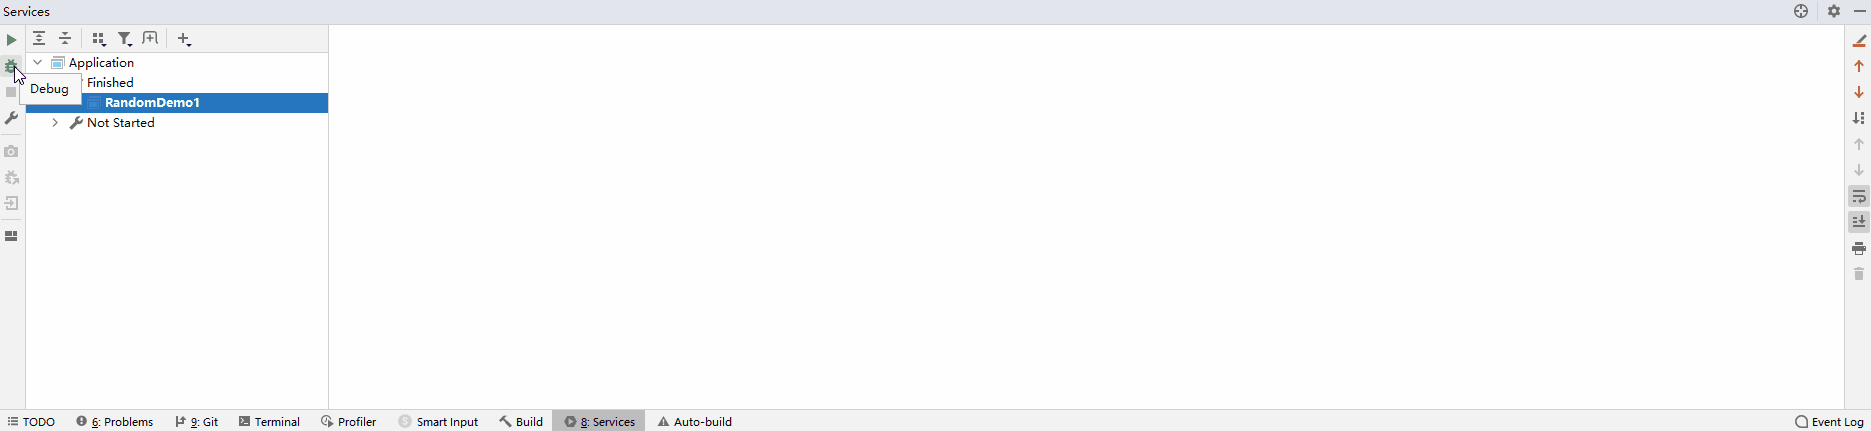 Services
Application
Finished
Debug
RandomDemo1
Not Started
TODO 6: Problems 9: Git Terminal Profiler Smart Input Build 8: Services Auto-build Event Log